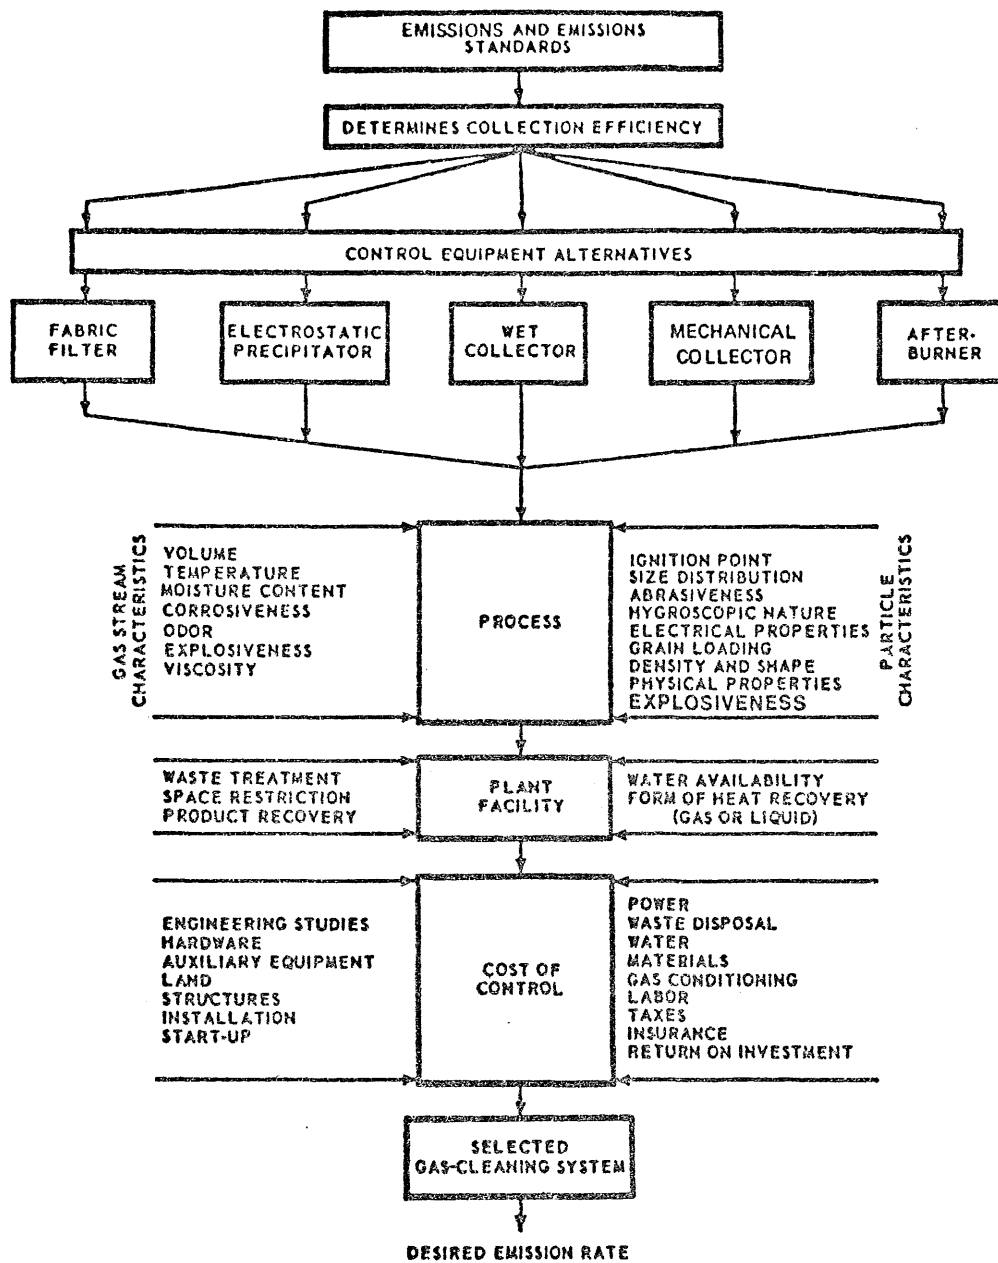 EMISSIONS AND EMISSIONS
STANDARDS
DETERMINES COLLECTION EFFICIENCY
CONTROL EQUIPMENT ALTERNATIVES
FABRIC
FILTER
ELECTROSTATIC
PRECIPITATOR
WET
COLLECTOR
MECHANICAL
COLLECTOR
AFTER-
BURNER
GAS STREAM
CHARACTERISTICS
VOLUME
TEMPERATURE
MOISTURE CONTENT
CORROSIVENESS
ODOR
EXPLOSIVENESS
VISCOSITY
PROCESS
IGNITION POINT
SIZE DISTRIBUTION
ABRASIVENESS
HYGROSCOPIC NATURE
ELECTRICAL PROPERTIES
GRAIN LOADING
DENSITY AND SHAPE
PHYSICAL PROPERTIES
EXPLOSIVENESS
PARTICLE
CHARACTERISTICS
WASTE TREATMENT
SPACE RESTRICTION
PRODUCT RECOVERY
PLANT
FACILITY
WATER AVAILABILITY
FORM OF HEAT RECOVERY
(GAS OR LIQUID)
ENGINEERING STUDIES
HARDWARE
AUXILIARY EQUIPMENT
LAND
STRUCTURES
INSTALLATION
START-UP
COST OF
CONTROL
POWER
WASTE DISPOSAL
WATER
MATERIALS
GAS CONDITIONING
LABOR
TAXES
INSURANCE
RETURN ON INVESTMENT
SELECTED
GAS-CLEANING SYSTEM
DESIRED EMISSION RATE